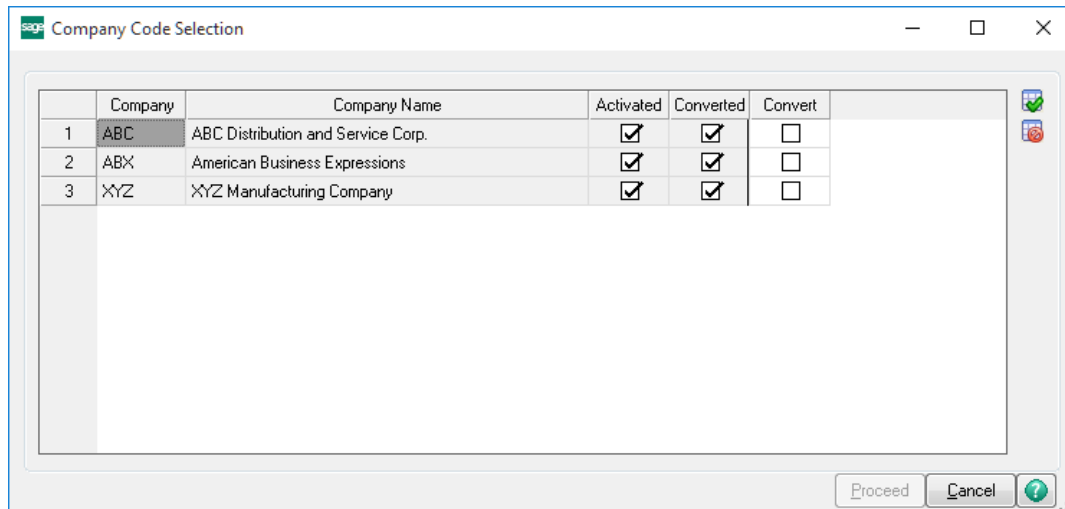 sage Company Code Selection
Company Company Name Activated Converted Convert
1 ABC ABC Distribution and Service Corp.
2 ABX American Business Expressions
3 XYZ XYZ Manufacturing Company
Proceed Cancel ?